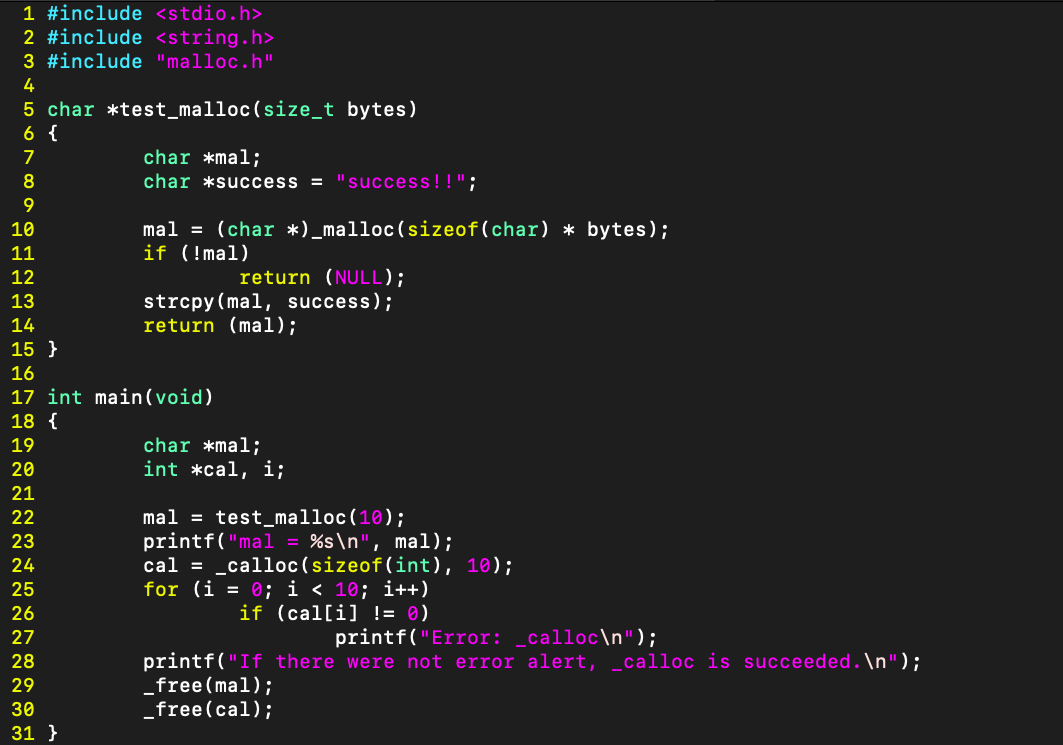 1 #include <stdio.h>
2 #include <string.h>
3 #include "malloc.h"
4
5 char *test_malloc(size_t bytes)
6 {
7         char *mal;
8         char *success = "success!!";
9
10         mal = (char *)_malloc(sizeof(char) * bytes);
11         if (!mal)
12                 return (NULL);
13         strcpy(mal, success);
14         return (mal);
15 }
16
17 int main(void)
18 {
19         char *mal;
20         int *cal, i;
21
22         mal = test_malloc(10);
23         printf("mal = %s\n", mal);
24         cal = _calloc(sizeof(int), 10);
25         for (i = 0; i < 10; i++)
26                 if (cal[i] != 0)
27                         printf("Error: _calloc\n");
28         printf("If there were not error alert, _calloc is succeeded.\n");
29         _free(mal);
30         _free(cal);
31 }